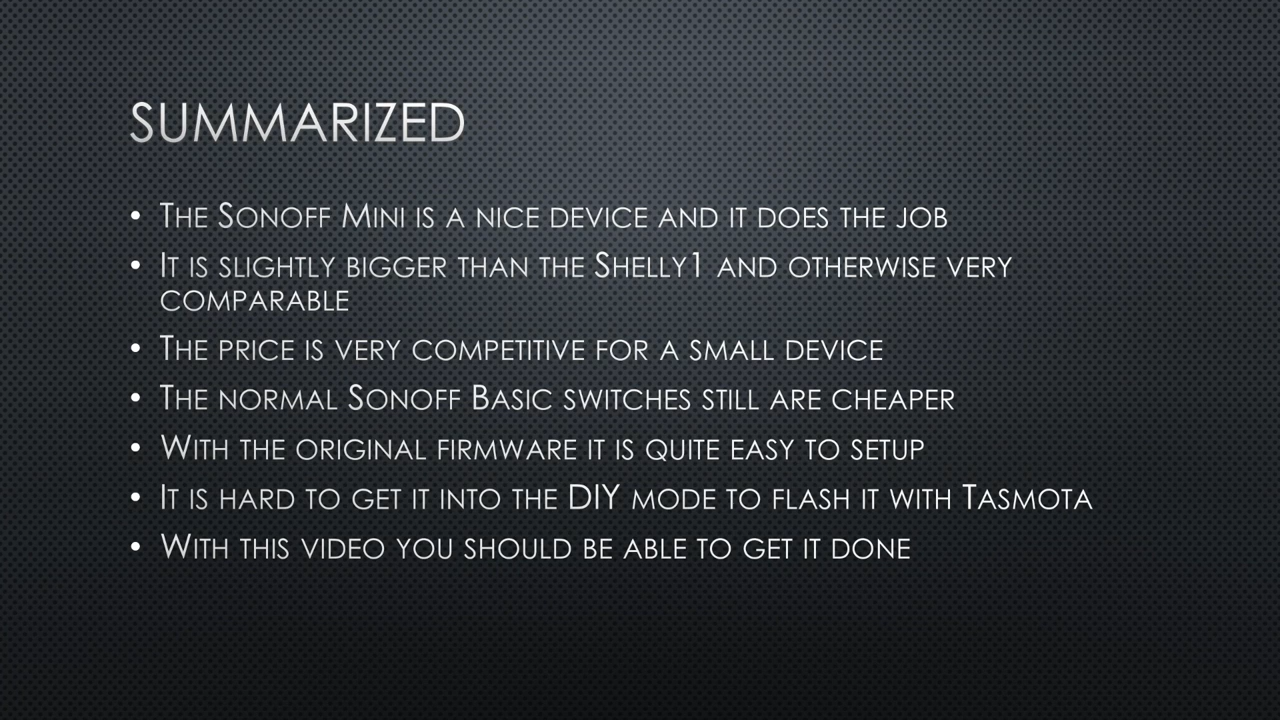 SUMMARIZED
• The Sonoff Mini is a nice device and it does the job
• It is slightly bigger than the Shelly1 and otherwise very
comparable
• The price is very competitive for a small device
• The normal Sonoff Basic switches still are cheaper
• With the original firmware it is quite easy to setup
• It is hard to get it into the DIY mode to flash it with Tasmota
• With this video you should be able to get it done